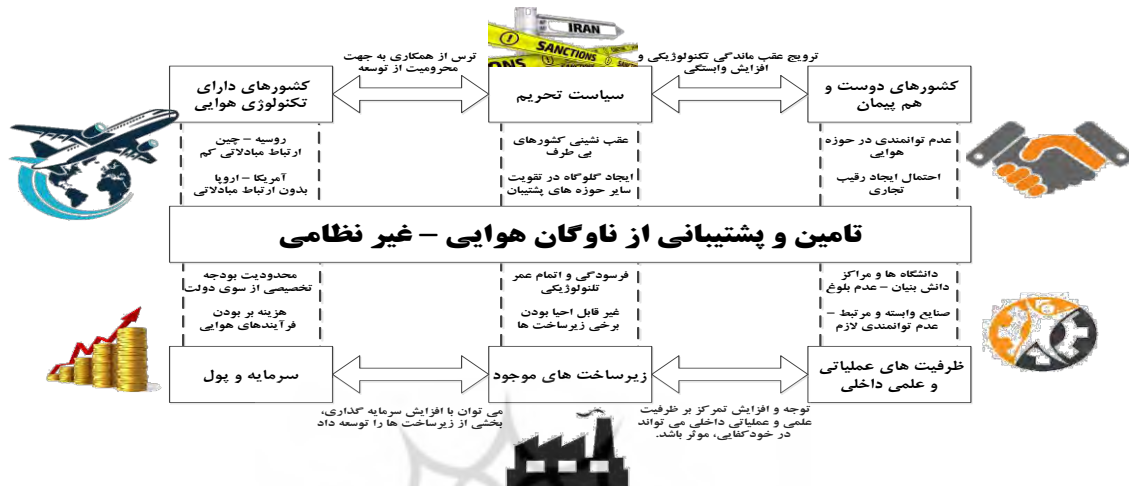 IRAN
SANCTIONS
IONS
ترویج عقب ماندگی تکنولوژیکی و
افزایش وابستگی
ترس از همکاری به جهت
محرومیت از توسعه
کشورهای دوست و
هم پیمان
سیاست تحریم
کشورهای دارای
تکنولوژی هوایی
عدم توانمندی در حوزه
هوایی
احتمال ایجاد رقیب
تجاری
عقب نشینی کشورهای
بی طرف
ایجاد گلوگاه در تقویت
سایر حوزه های پشتیبان
روسیه – چین
ارتباط مبادلاتی کم
آمریکا – اروپا
بدون ارتباط مبادلاتی
تامین و پشتیبانی از ناوگان هوایی – غیر نظامی
دانشگاه ها و مراکز
دانش بنیان – عدم بلوغ
صنایع وابسته و مرتبط –
عدم توانمندی لازم
فرسودگی و اتمام عمر
تلنولوژیکی
غیر قابل احیا بودن
برخی زیرساخت ها
محدودیت بودجه
تخصیصی از سوی دولت
هزینه بر بودن
فرآیندهای هوایی
ظرفیت های عملیاتی
و علمی داخلی
زیرساخت های موجود
سرمایه و پول
توجه و افزایش تمرکز بر ظرفیت
علمی و عملیاتی داخلی می تواند
در خودکفایی، موثر باشد.
می توان با افزایش سرمایه گذاری،
بخشی از زیرساخت ها را توسعه داد